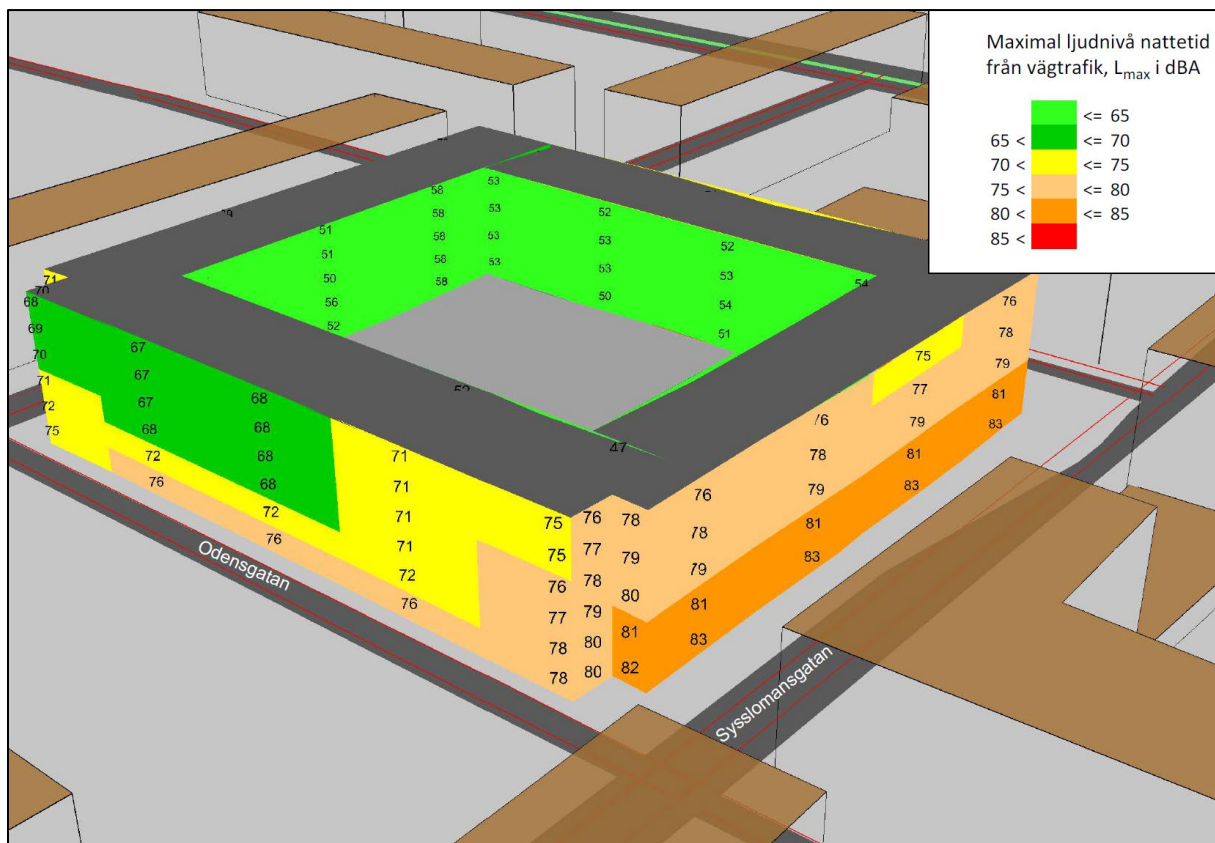 Maximal ljudnivå nattetid
från vägtrafik, Lmax i dBA
<= 65
65 < <= 70
70 < <= 75
75 < <= 80
80 < <= 85
85 <
58 53 52 52 54
51 58 53 53 53
51 58 53 53 54
50 58 53 50 51
56 58
52
71
70
68 67 68 71 75 76 78 76 76 75 76
69 67 68 71 75 77 79 78 78 77 78
70 67 68 71 76 78 80 79 79 79 79
71 68 68 71 77 79 81 81 81 81 81
72 72 72 72 78 80 82 83 83 83 83
75 76 76 76 78 80
47
Odensgatan
Sysslomansgatan